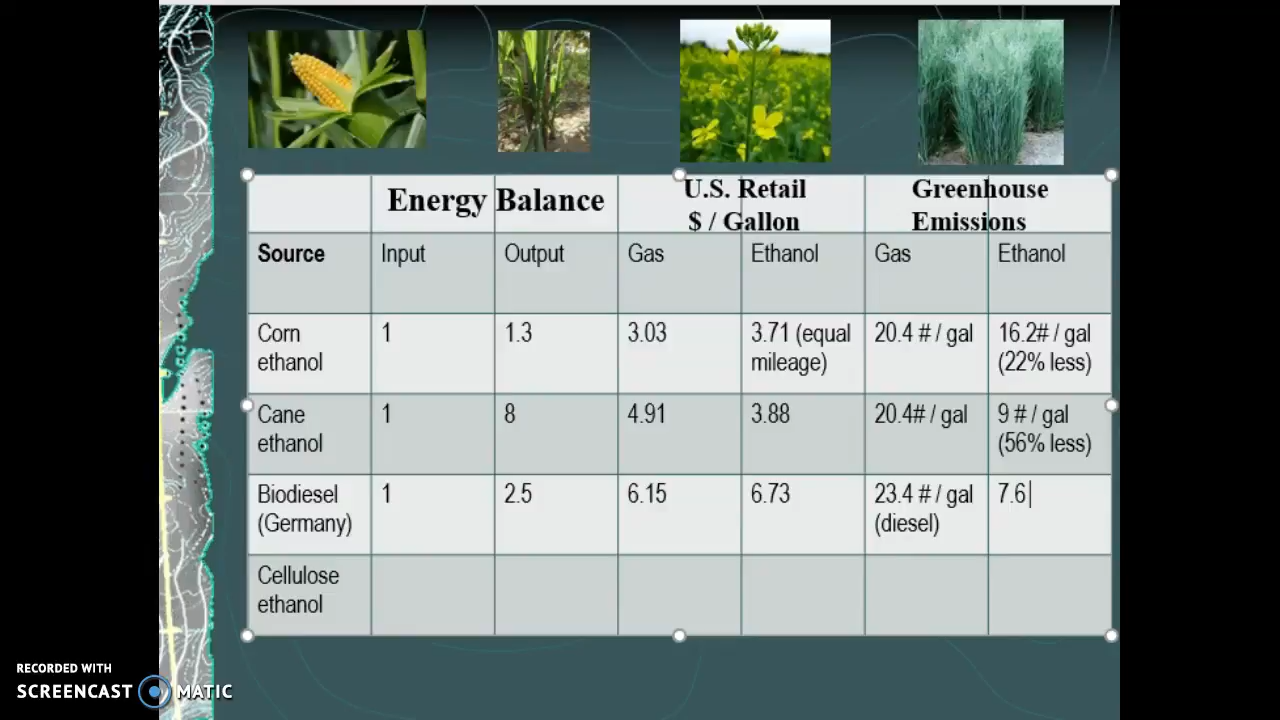 Energy Balance
U.S. Retail
$ / Gallon
Greenhouse
Emissions
Source Input Output Gas Ethanol Gas Ethanol
Corn
ethanol
1
1.3
3.03
3.71 (equal
mileage)
20.4 # / gal
16.2# / gal
(22% less)
Cane
ethanol
1
8
4.91
3.88
20.4# / gal
9 # / gal
(56% less)
Biodiesel
(Germany)
1
2.5
6.15
6.73
23.4 # / gal
(diesel)
7.6
Cellulose
ethanol
RECORDED WITH
SCREENCAST MATIC